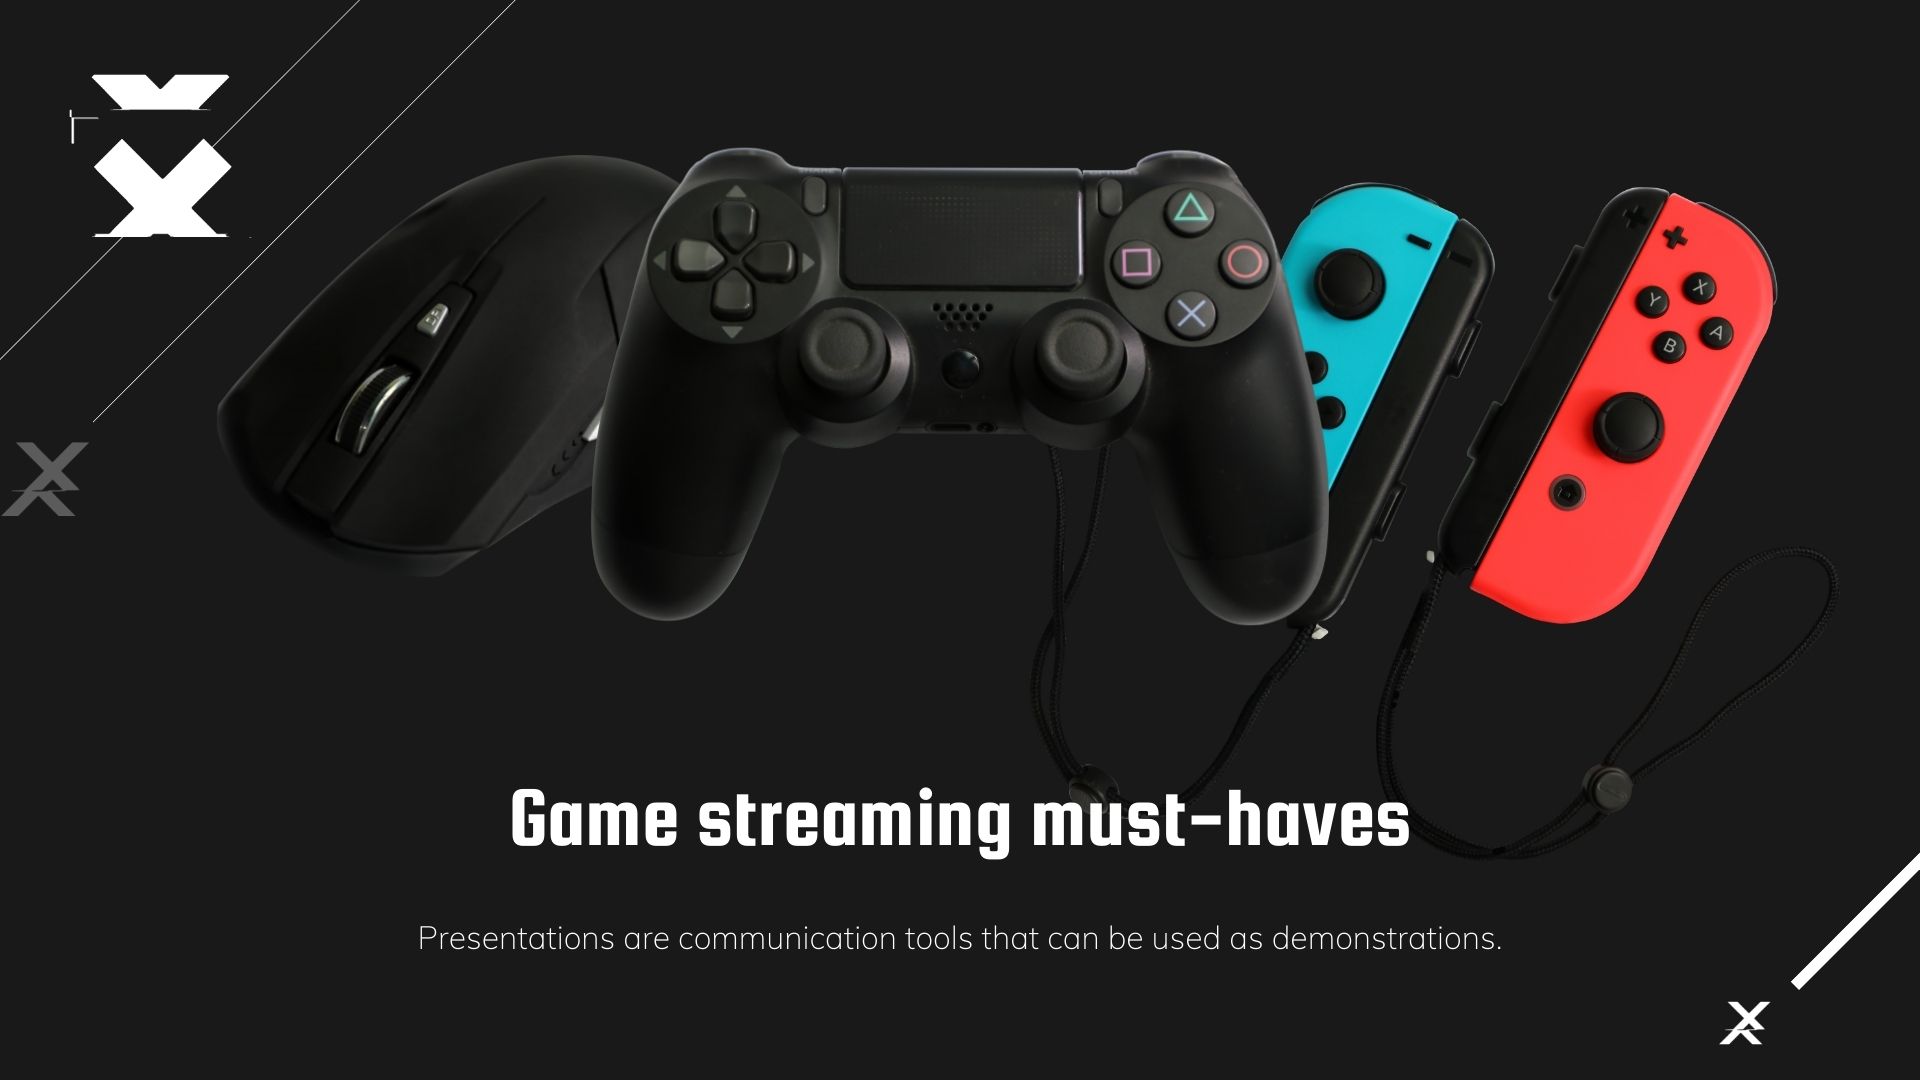 Y
X
A
B
Game streaming must-haves
Presentations are communication tools that can be used as demonstrations.